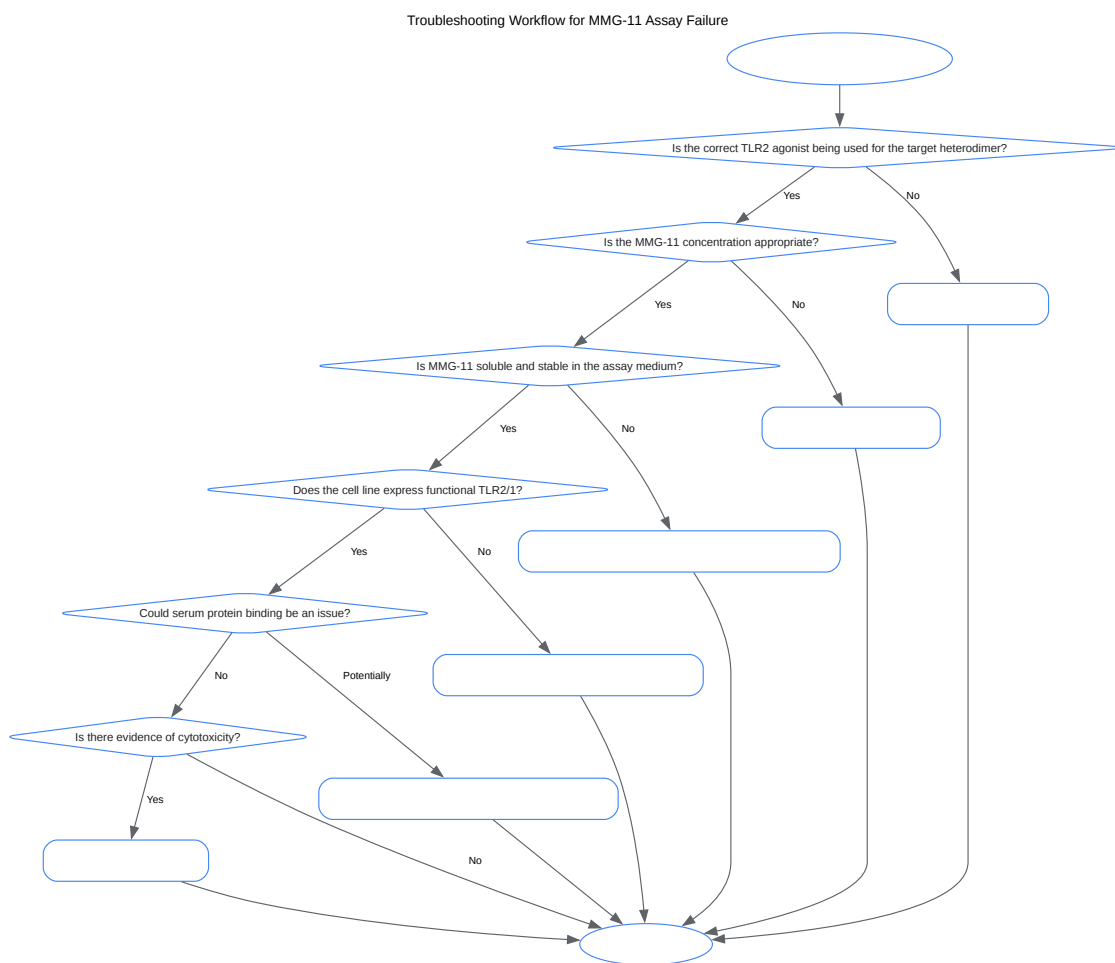 Troubleshooting Workflow for MMG-11 Assay Failure
Is the correct TLR2 agonist being used for the target heterodimer?
Yes
No
Is the MMG-11 concentration appropriate?
Yes
No
Is MMG-11 soluble and stable in the assay medium?
Yes
No
Does the cell line express functional TLR2/1?
Yes
No
Could serum protein binding be an issue?
No
Potentially
Is there evidence of cytotoxicity?
Yes
No